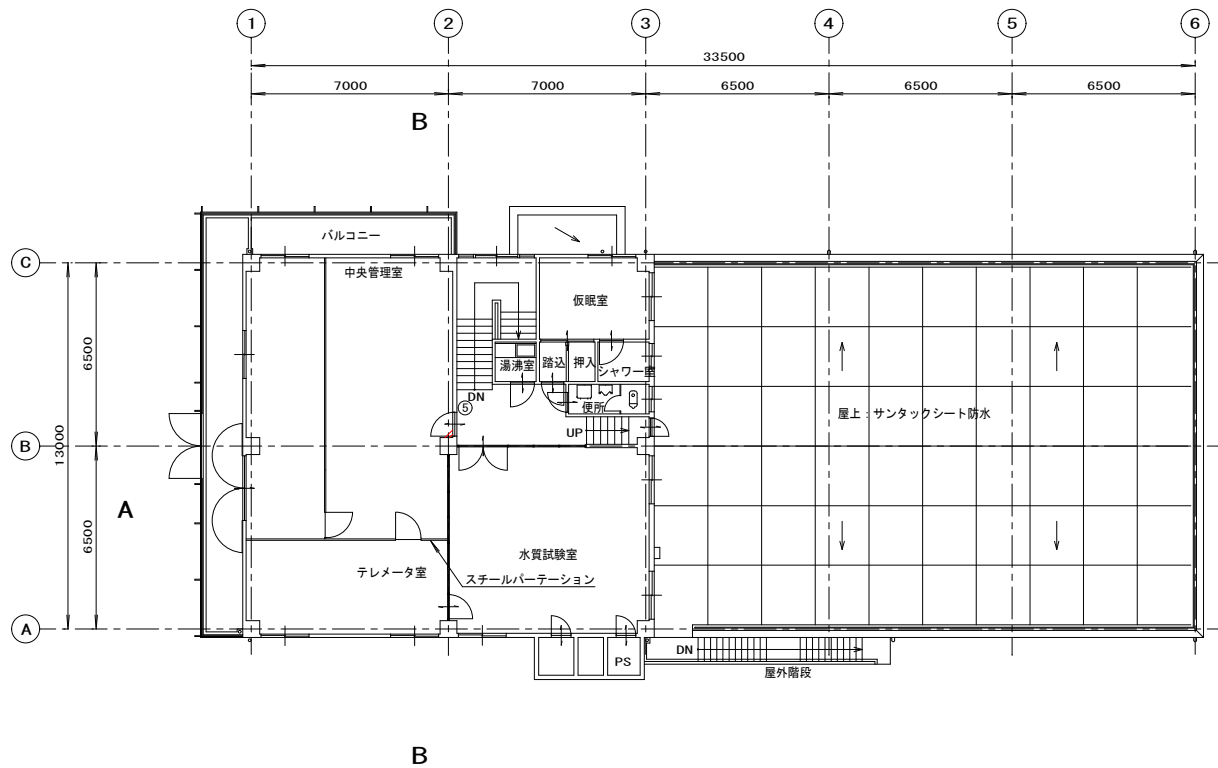 1 2 3 4 5 6
33500
7000 7000 6500 6500 6500
B
バルコニー
C
中央管理室
仮眠室
6500
湯沸室 踏込 押入 シャワー室
DN
⑤
便所
屋上：サンタックシート防水
UP
B
13000
A
6500
水質試験室
テレメータ室
スチールパーテーション
A
DN
PS
屋外階段
B